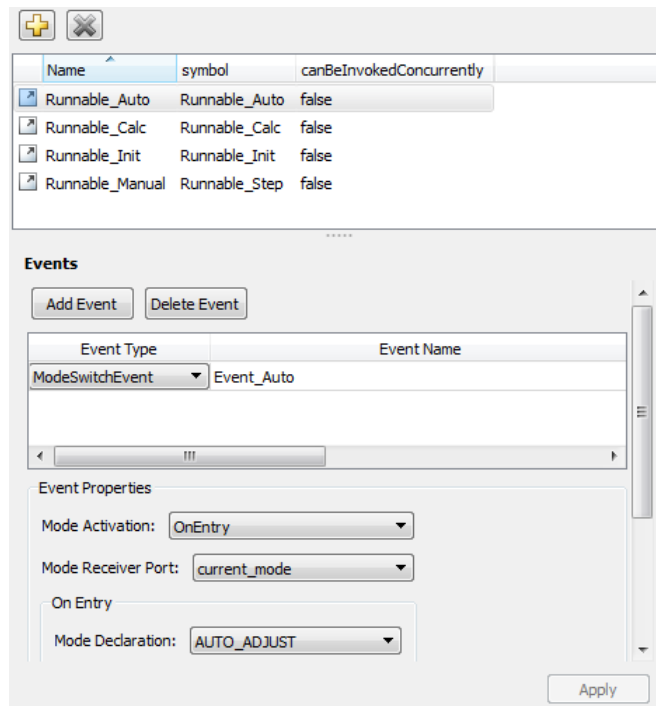 Name symbol canBeInvokedConcurrently
Runnable_Auto Runnable_Auto false
Runnable_Calc Runnable_Calc false
Runnable_Init Runnable_Init false
Runnable_Manual Runnable_Step false
Events
Add Event Delete Event
Event Type Event Name
ModeSwitchEvent Event_Auto
Event Properties
Mode Activation: OnEntry
Mode Receiver Port: current_mode
On Entry
Mode Declaration: AUTO_ADJUST
Apply